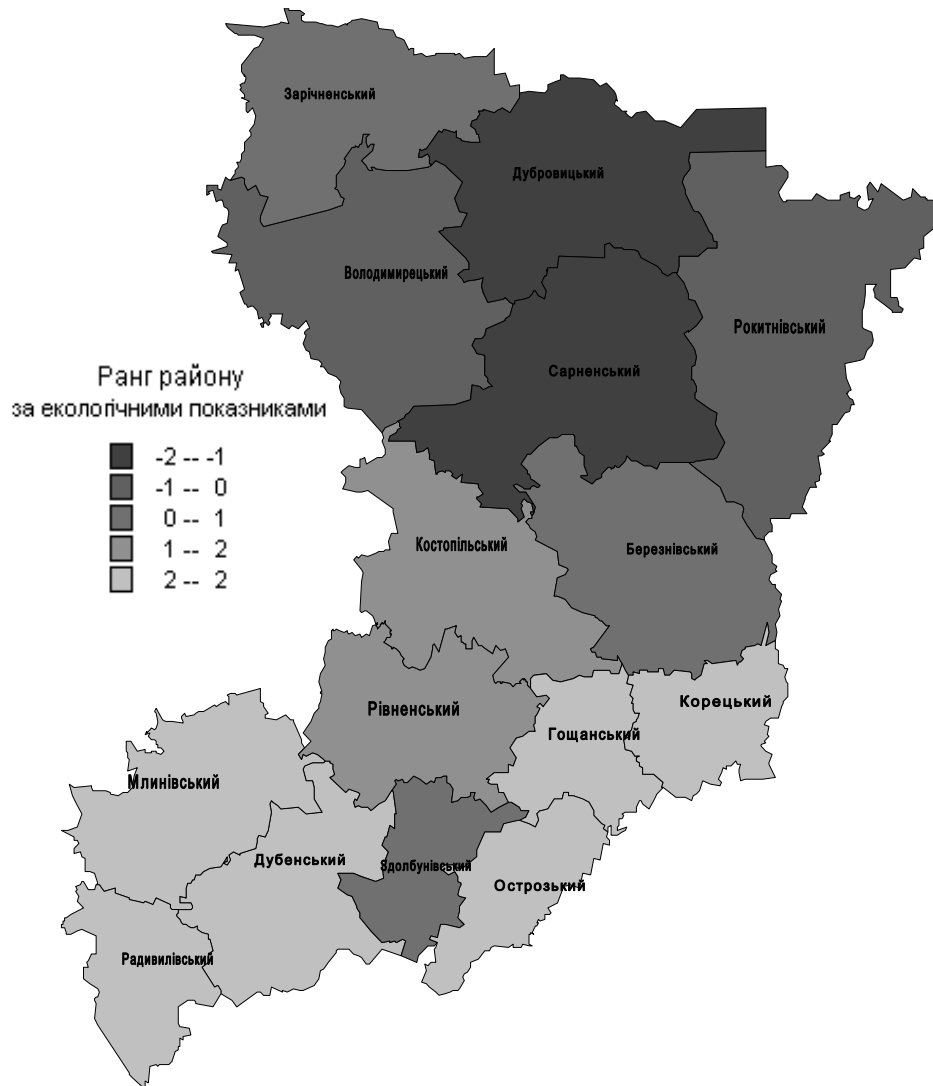 Зарічненський
Дубровицький
Володимирецький
Рокитнівський
Сарненський
Ранг району
за екологічними показниками
-2 -- -1
-1 -- 0
0 -- 1
1 -- 2
2 -- 2
Костопільський
Березнівський
Рівненський
Корецький
Гощанський
Млинівський
Дубенський
Здолбунівський
Острозький
Радивилівський